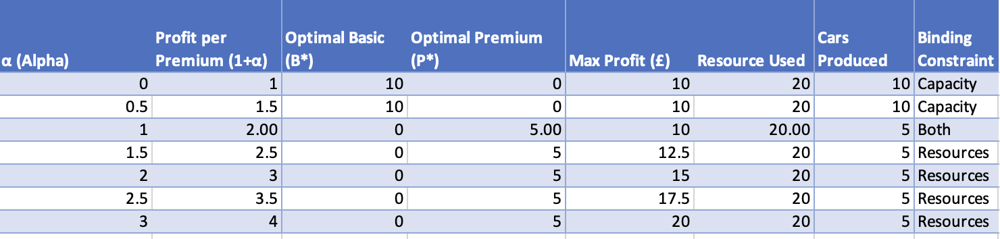 α (Alpha) Profit per Premium (1+α) Optimal Basic (B*) Optimal Premium (P*) Max Profit (£) Resource Used Cars Produced Binding Constraint
0 1 10 0 10 20 10 Capacity
0.5 1.5 10 0 10 20 10 Capacity
1 2.00 0 5.00 10 20.00 5 Both
1.5 2.5 0 5 12.5 20 5 Resources
2 3 0 5 15 20 5 Resources
2.5 3.5 0 5 17.5 20 5 Resources
3 4 0 5 20 20 5 Resources